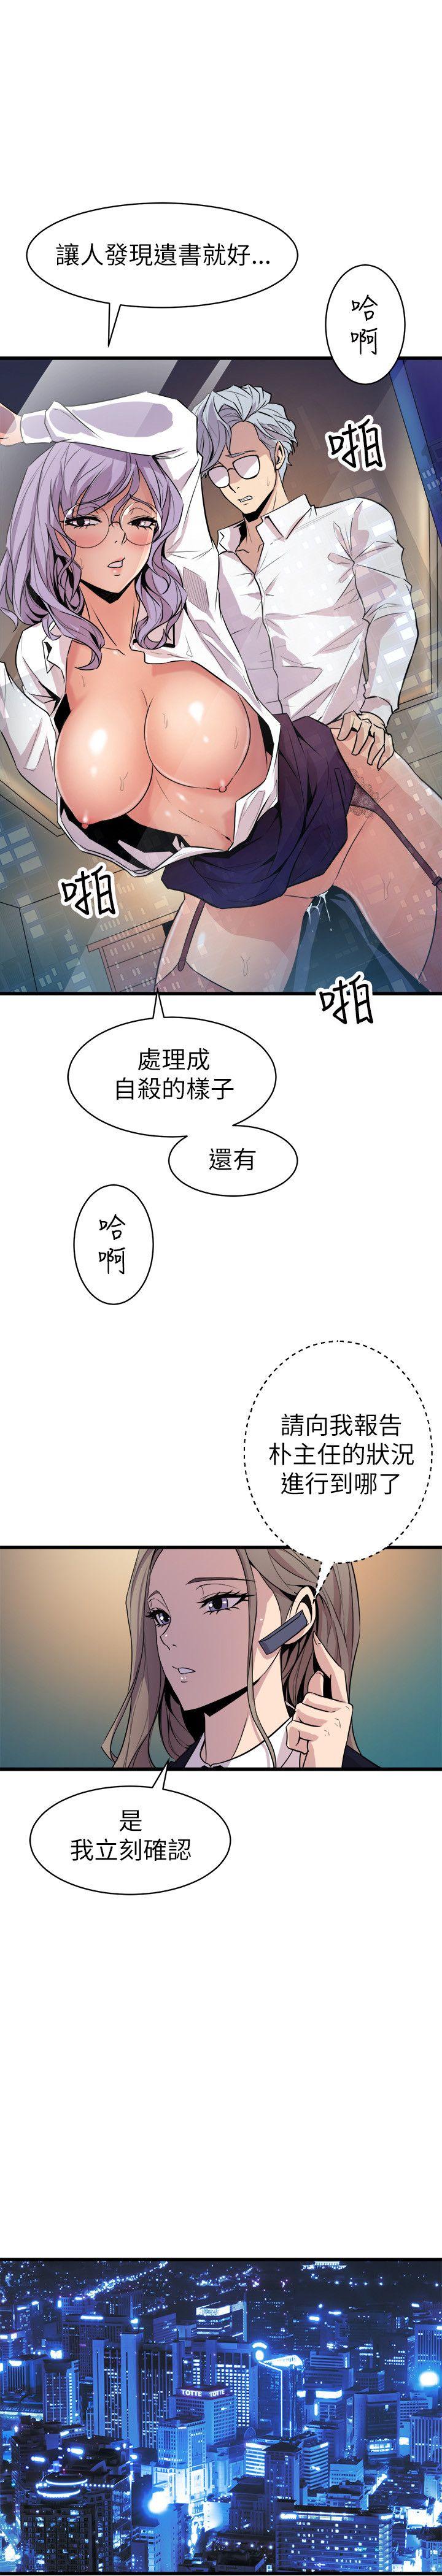 讓人發現遺書就好...
哈
啊
啪
啪
啪
處理成
自殺的樣子
還有
哈
啊
請向我報告
朴主任的狀況
進行到哪了
是
我立刻確認
TOTTE
TOTTE